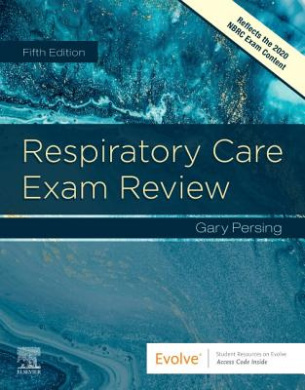 Fifth Edition
Reflects the 2020
NBRC Exam Content
Respiratory Care
Exam Review
Gary Persing
ELSEVIER
Evolve®
Student Resources on Evolve
Access Code Inside